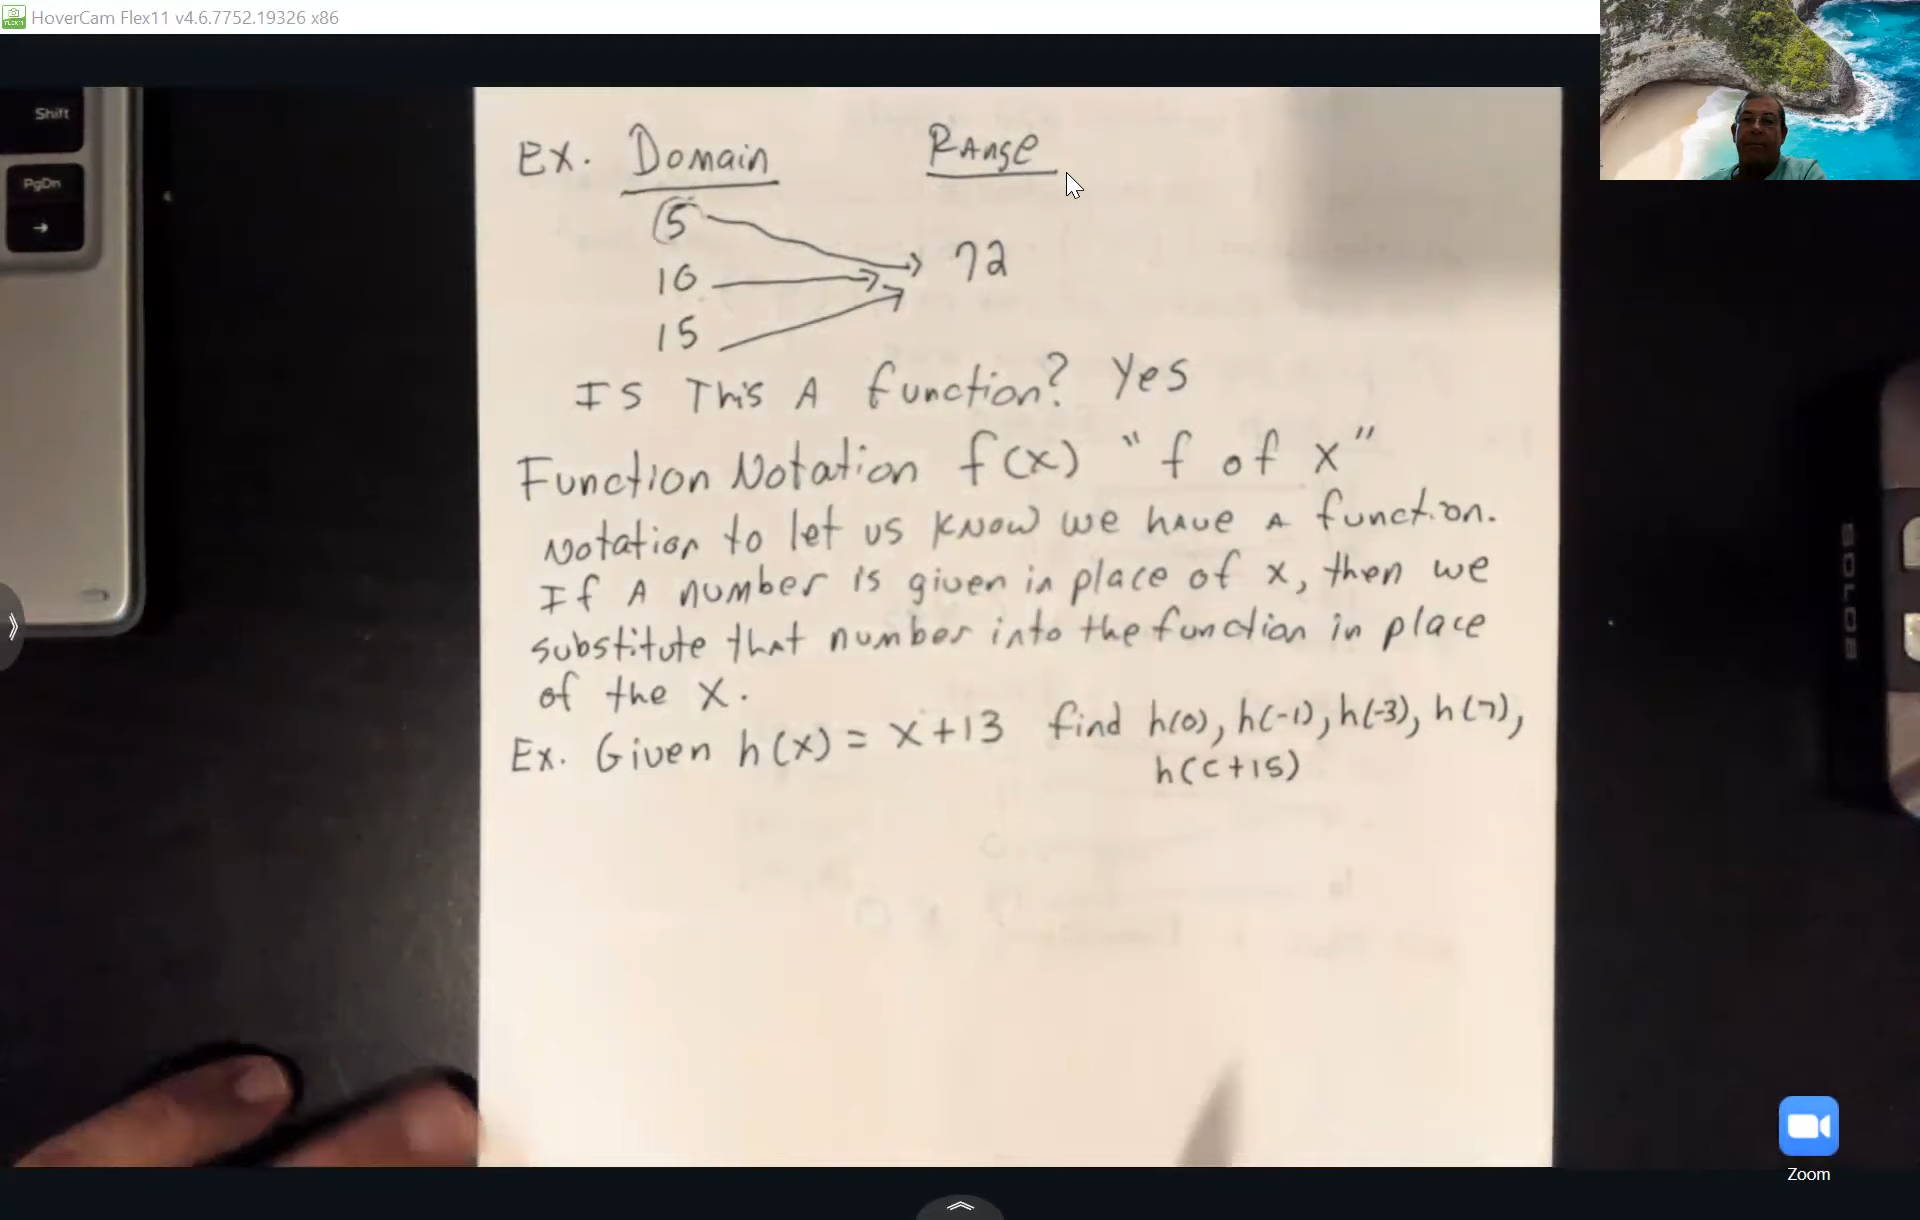 HoverCam Flex11 v4.6.7752.19326 x86
Shift
PgDn
Ex. Domain Range
5
10
15
72
Is This A function? Yes
Function Notation f(x) "f of x"
Notation to let us know we have a function.
If A number is given in place of x, then we
substitute that number into the function in place
of the x.
Ex. Given h(x) = x+13 find h(0), h(-1), h(-3), h(7),
h(c+15)
Zoom